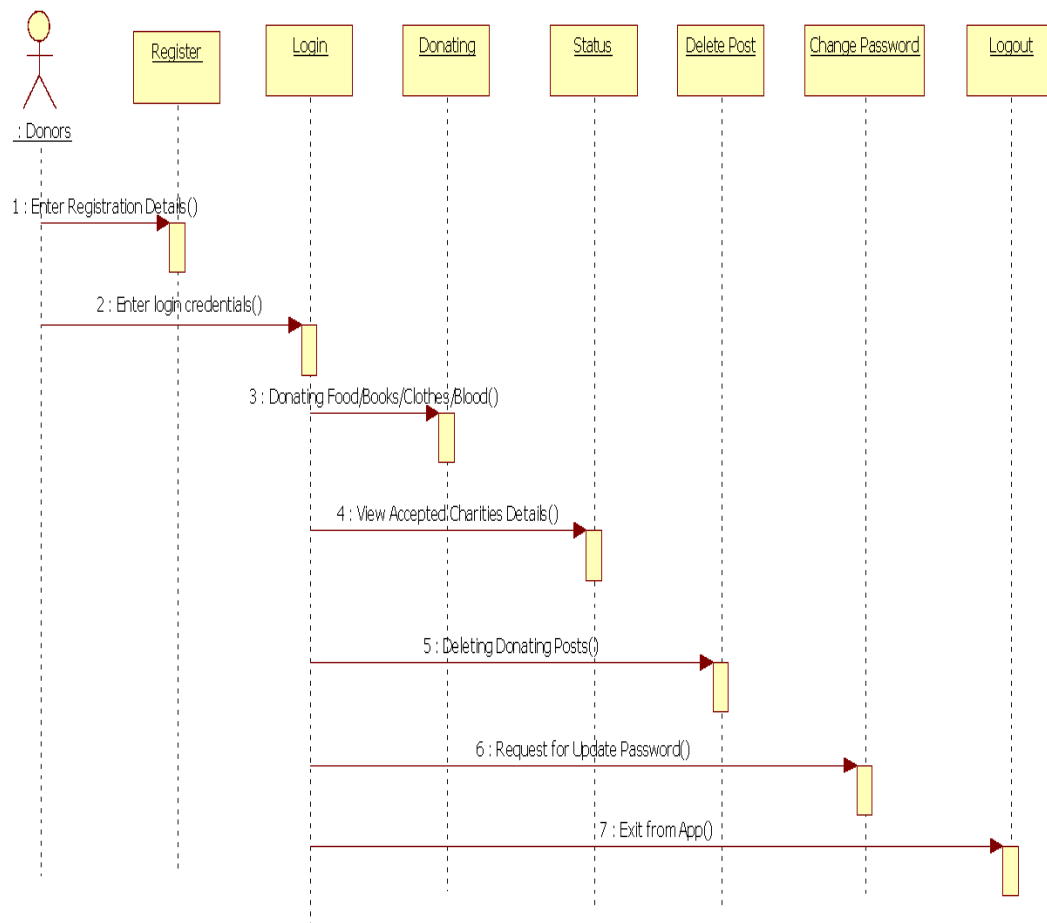 Register
Login
Donating
Status
Delete Post
Change Password
Logout
: Donors
1 : Enter Registration Details()
2 : Enter login credentials()
3 : Donating Food/Books/Clothes/Blood()
4 : View Accepted Charities Details()
5 : Deleting Donating Posts()
6 : Request for Update Password()
7 : Exit from App()